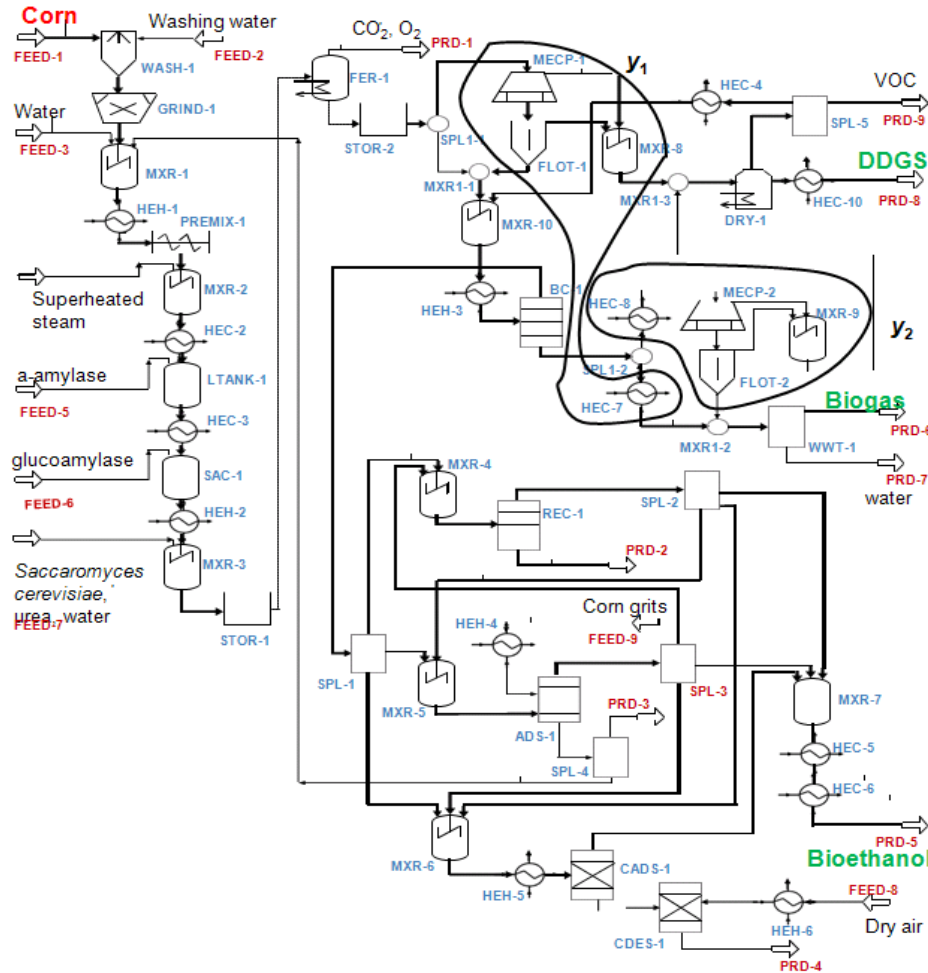 Corn
Washing water
FEED-1
FEED-2
WASH-1
GRIND-1
Water
FEED-3
MXR-1
HEH-1
PREMIX-1
MXR-2
Superheated
steam
HEC-2
a-amylase
FEED-5
LTANK-1
HEC-3
glucoamylase
FEED-6
SAC-1
HEH-2
MXR-3
Saccaromyces
cerevisiae,
urea, water
FEED-7
STOR-1
CO2, O2
PRD-1
FER-1
STOR-2
SPL1-1
MECP-1
y1
FLOT-1
MXR-8
MXR1-1
MXR-10
HEH-3
BC-1
HEC-4
VOC
PRD-9
SPL-5
DDGS
PRD-8
MXR1-3
DRY-1
HEC-10
HEC-8
SPL1-2
HEC-7
MECP-2
MXR-9
y2
FLOT-2
MXR1-2
Biogas
PRD-6
WWT-1
PRD-7
water
MXR-4
REC-1
SPL-2
PRD-2
Corn grits
FEED-9
HEH-4
SPL-1
MXR-5
ADS-1
SPL-3
PRD-3
SPL-4
MXR-7
HEC-5
HEC-6
PRD-5
Bioethanol
MXR-6
HEH-5
CADS-1
CDES-1
FEED-8
HEH-6
Dry air
PRD-4